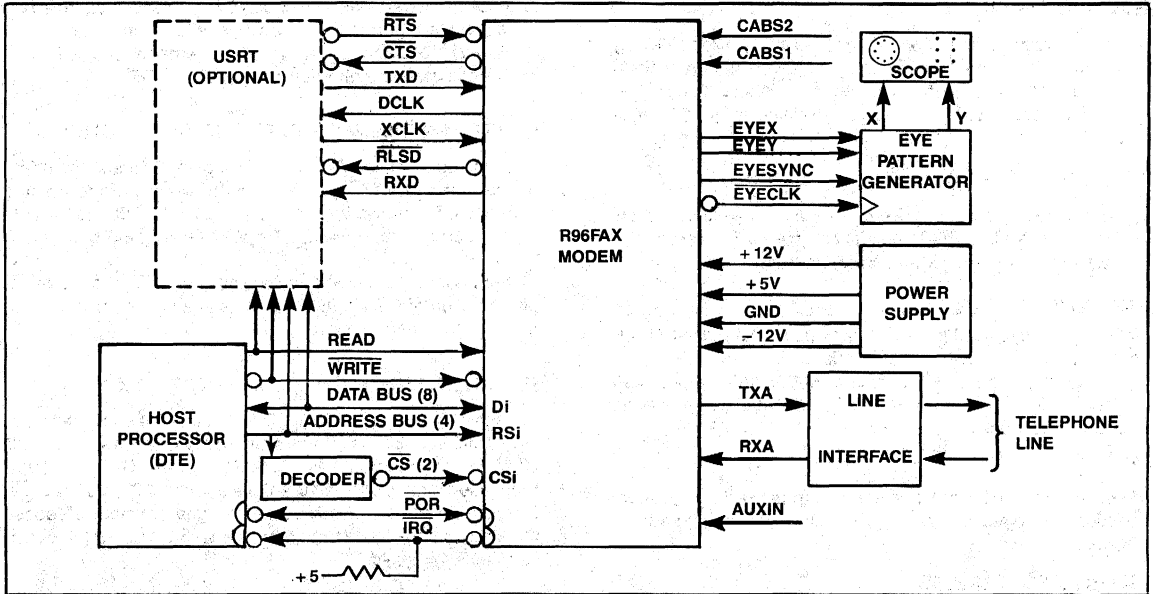 USRT
(OPTIONAL)
RTS
CTS
TXD
DCLK
XCLK
RLSD
RXD
R96FAX
MODEM
CABS2
CABS1
SCOPE
X
Y
EYEX
EYEY
EYESYNC
EYECLK
EYE
PATTERN
GENERATOR
+12V
+5V
GND
-12V
POWER
SUPPLY
HOST
PROCESSOR
(DTE)
READ
WRITE
DATA BUS (8)
Di
ADDRESS BUS (4)
RSi
DECODER
CS (2)
CSi
POR
IRQ
+5
TXA
RXA
LINE
INTERFACE
TELEPHONE
LINE
AUXIN